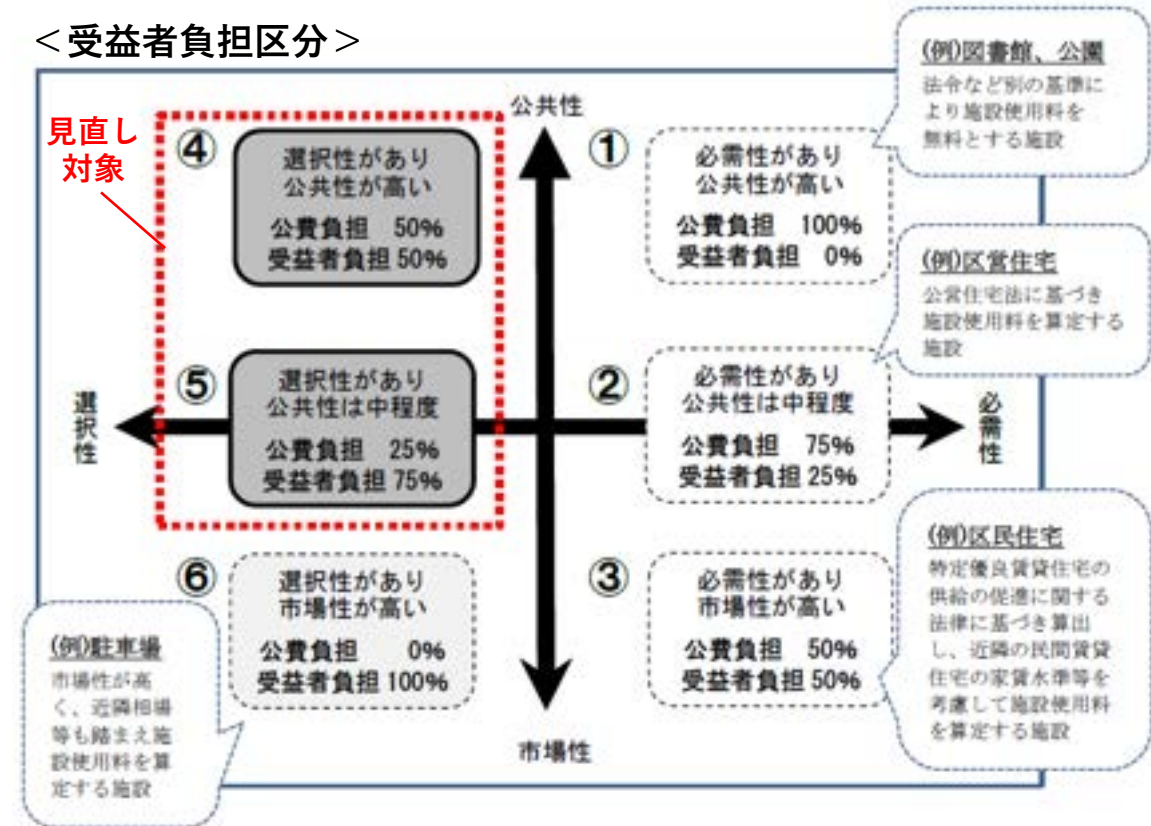 ＜受益者負担区分＞
見直し
対象
公共性
④
選択性があり
公共性が高い
公費負担 50%
受益者負担 50%
①
必需性があり
公共性が高い
公費負担 100%
受益者負担 0%
(例)図書館、公園
法令など別の基準に
より施設使用料を
無料とする施設
選択性
⑤
選択性があり
公共性は中程度
公費負担 25%
受益者負担 75%
②
必需性があり
公共性は中程度
公費負担 75%
受益者負担 25%
必需性
(例)区営住宅
公営住宅法に基づき
施設使用料を算定する
施設
⑥
選択性があり
市場性が高い
公費負担 0%
受益者負担 100%
③
必需性があり
市場性が高い
公費負担 50%
受益者負担 50%
(例)区民住宅
特定優良賃貸住宅の
供給の促進に関する
法律に基づき算出
し、近隣の民間賃貸
住宅の家賃水準等を
考慮して施設使用料
を算定する施設
(例)駐車場
市場性が高
く、近隣相場
等も踏まえ施
設使用料を算
定する施設
市場性